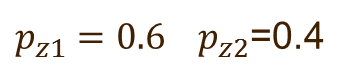 p_{z1} = 0.6 p_{z2}=0.4